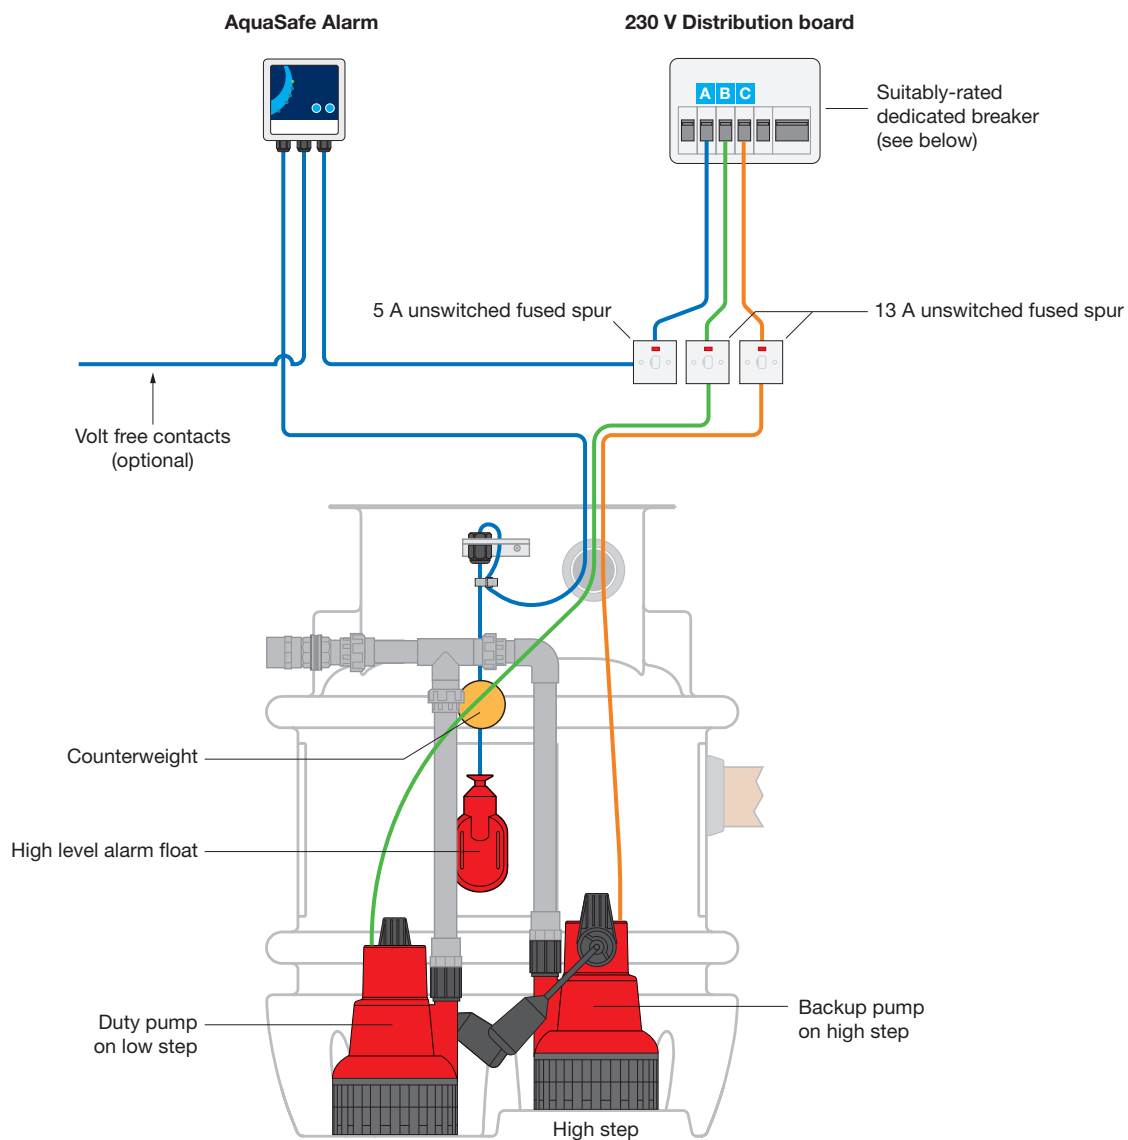 AquaSafe Alarm
230 V Distribution board
A B C
Suitably-rated
dedicated breaker
(see below)
5 A unswitched fused spur
13 A unswitched fused spur
Volt free contacts
(optional)
Counterweight
High level alarm float
Duty pump
on low step
Backup pump
on high step
High step